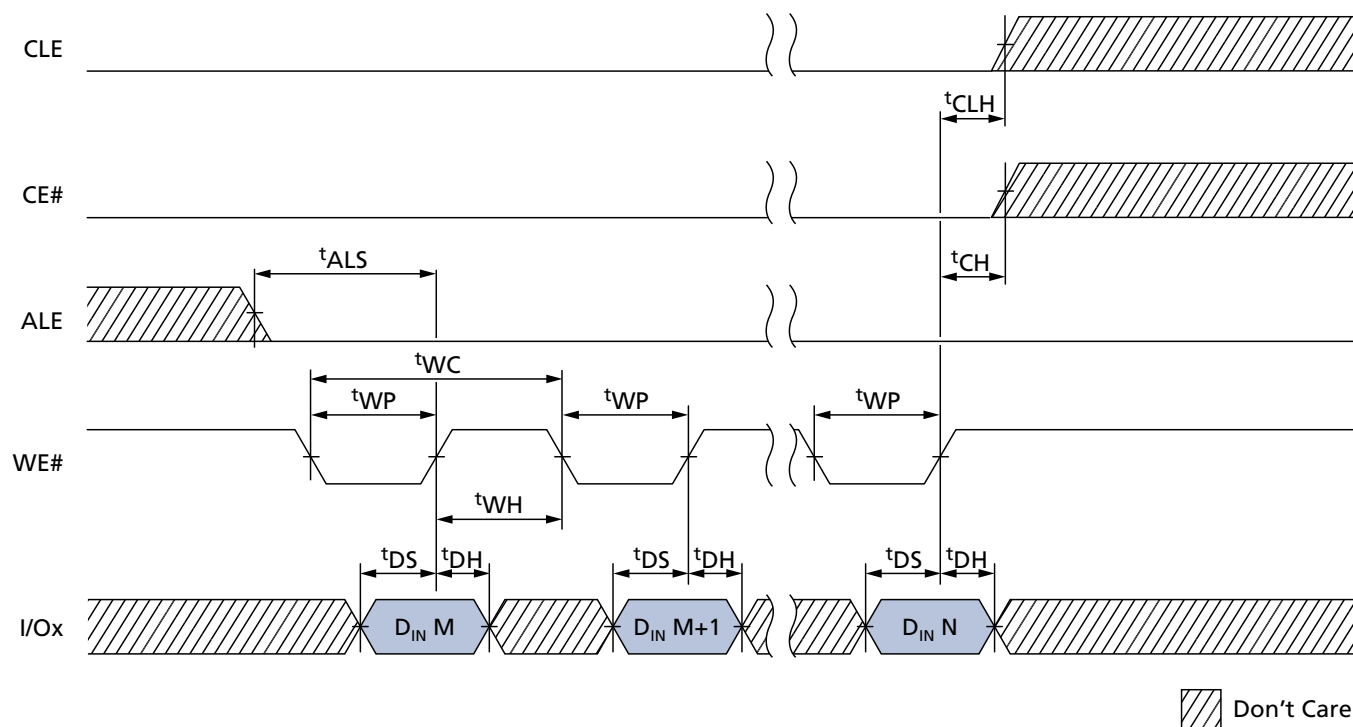 CLE
tCLH
CE#
tCH
tALS
ALE
tWC
tWP
tWP
tWP
WE#
tWH
tDS
tDH
tDS
tDH
tDS
tDH
I/Ox
DIN M
DIN M+1
DIN N
Don't Care